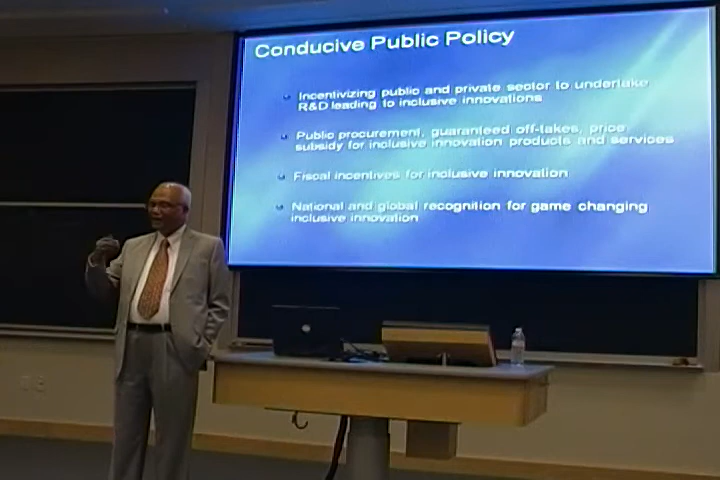 Conducive Public Policy
Incentivizing public and private sector to undertake
R&D leading to inclusive innovations
Public procurement, guaranteed off-takes, price
subsidy for inclusive innovation products and services
Fiscal incentives for inclusive innovation
National and global recognition for game changing
inclusive innovation